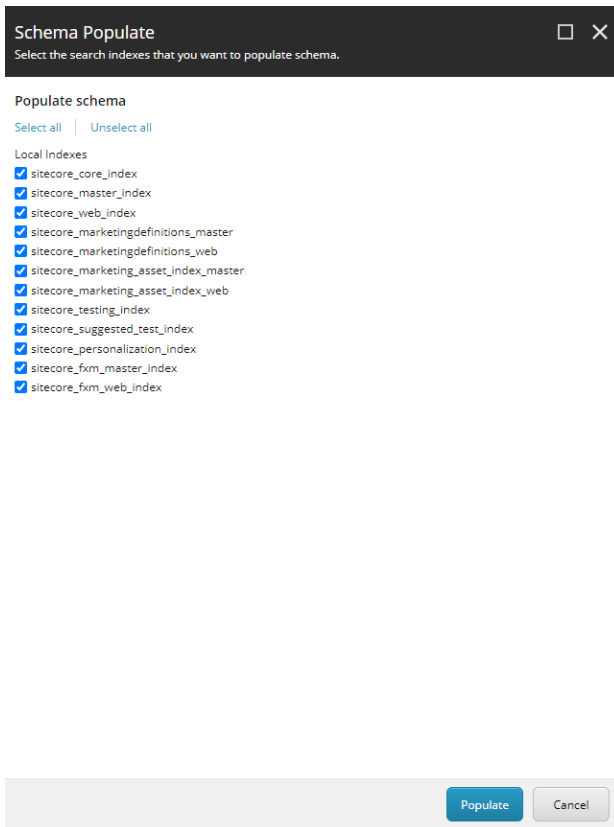 Schema Populate
Select the search indexes that you want to populate schema.
Populate schema
Select all Unselect all
Local Indexes
sitecore_core_index
sitecore_master_index
sitecore_web_index
sitecore_marketingdefinitions_master
sitecore_marketingdefinitions_web
sitecore_marketing_asset_index_master
sitecore_marketing_asset_index_web
sitecore_testing_index
sitecore_suggested_test_index
sitecore_personalization_index
sitecore_fxm_master_index
sitecore_fxm_web_index
Populate Cancel